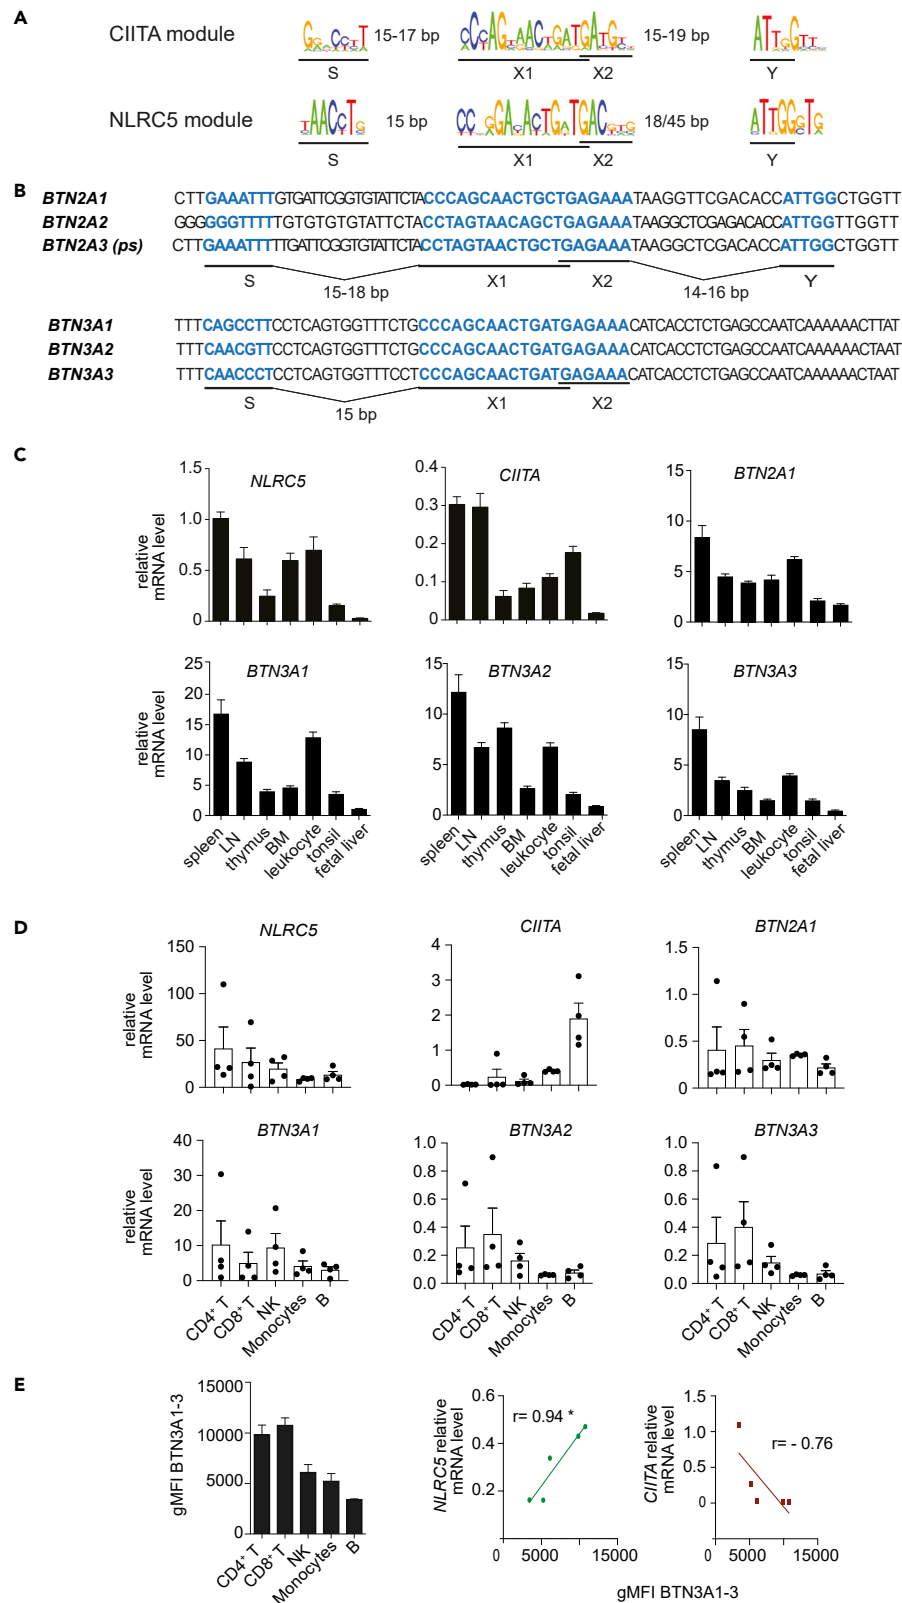 A
CIITA module
15-17 bp
15-19 bp
S
X1
X2
Y
NLRC5 module
15 bp
18/45 bp
S
X1
X2
Y
B
BTN2A1 CTTGAAATTTGTGATTCGGTGTATTCTACCCAGCAACTGCTGAGAAATAAGGTTCGACACCATTGGCTGGTT
BTN2A2 GGGGGGTTTTTGTGTGTGTATTCTACCTAGTAACAGCTGAGAAATAAGGCTCGAGACACCATTGGTTGGTT
BTN2A3 (ps) CTTGAAATTTTTGATTCGGTGTATTCTACCTAGTAACTGCTGAGAAATAAGGCTCGACACCATTGGCTGGTT
S
X1
X2
Y
15-18 bp
14-16 bp
BTN3A1 TTTCAGCCTTCCTCAGTGGTTTCTGCCCAGCAACTGATGAGAAACATCACCTCTGAGCCAATCAAAAAACTTAT
BTN3A2 TTTCAACGTTCCTCAGTGGTTTCTGCCCAGCAACTGATGAGAAACATCACCTCTGAGCCAATCAAAAAACTAAT
BTN3A3 TTTCAACCCTCCTCAGTGGTTTCCTCCCAGCAACTGATGAGAAACATCACCTCTGAGCCAATCAAAAAACTAAT
S
X1
X2
15 bp
C
relative mRNA level
NLRC5
1.5
1.0
0.5
0
CIITA
0.4
0.3
0.2
0.1
0
BTN2A1
15
10
5
0
relative mRNA level
BTN3A1
25
20
15
10
5
0
spleen
LN
thymus
BM
leukocyte
tonsil
fetal liver
BTN3A2
15
10
5
0
spleen
LN
thymus
BM
leukocyte
tonsil
fetal liver
BTN3A3
15
10
5
0
spleen
LN
thymus
BM
leukocyte
tonsil
fetal liver
D
relative mRNA level
NLRC5
150
100
50
0
CIITA
4
3
2
1
0
BTN2A1
1.5
1.0
0.5
0
relative mRNA level
BTN3A1
40
30
20
10
0
CD4+ T
CD8+ T
NK
Monocytes
B
BTN3A2
1.0
0.8
0.6
0.4
0.2
0.0
CD4+ T
CD8+ T
NK
Monocytes
B
BTN3A3
1.0
0.8
0.6
0.4
0.2
0.0
CD4+ T
CD8+ T
NK
Monocytes
B
E
gMFI BTN3A1-3
15000
10000
5000
0
CD4+ T
CD8+ T
NK
Monocytes
B
NLRC5 relative mRNA level
0.6
0.4
0.2
r= 0.94 *
0
5000
15000
CIITA relative mRNA level
1.5
1.0
0.5
0
r= - 0.76
0
5000
15000
gMFI BTN3A1-3